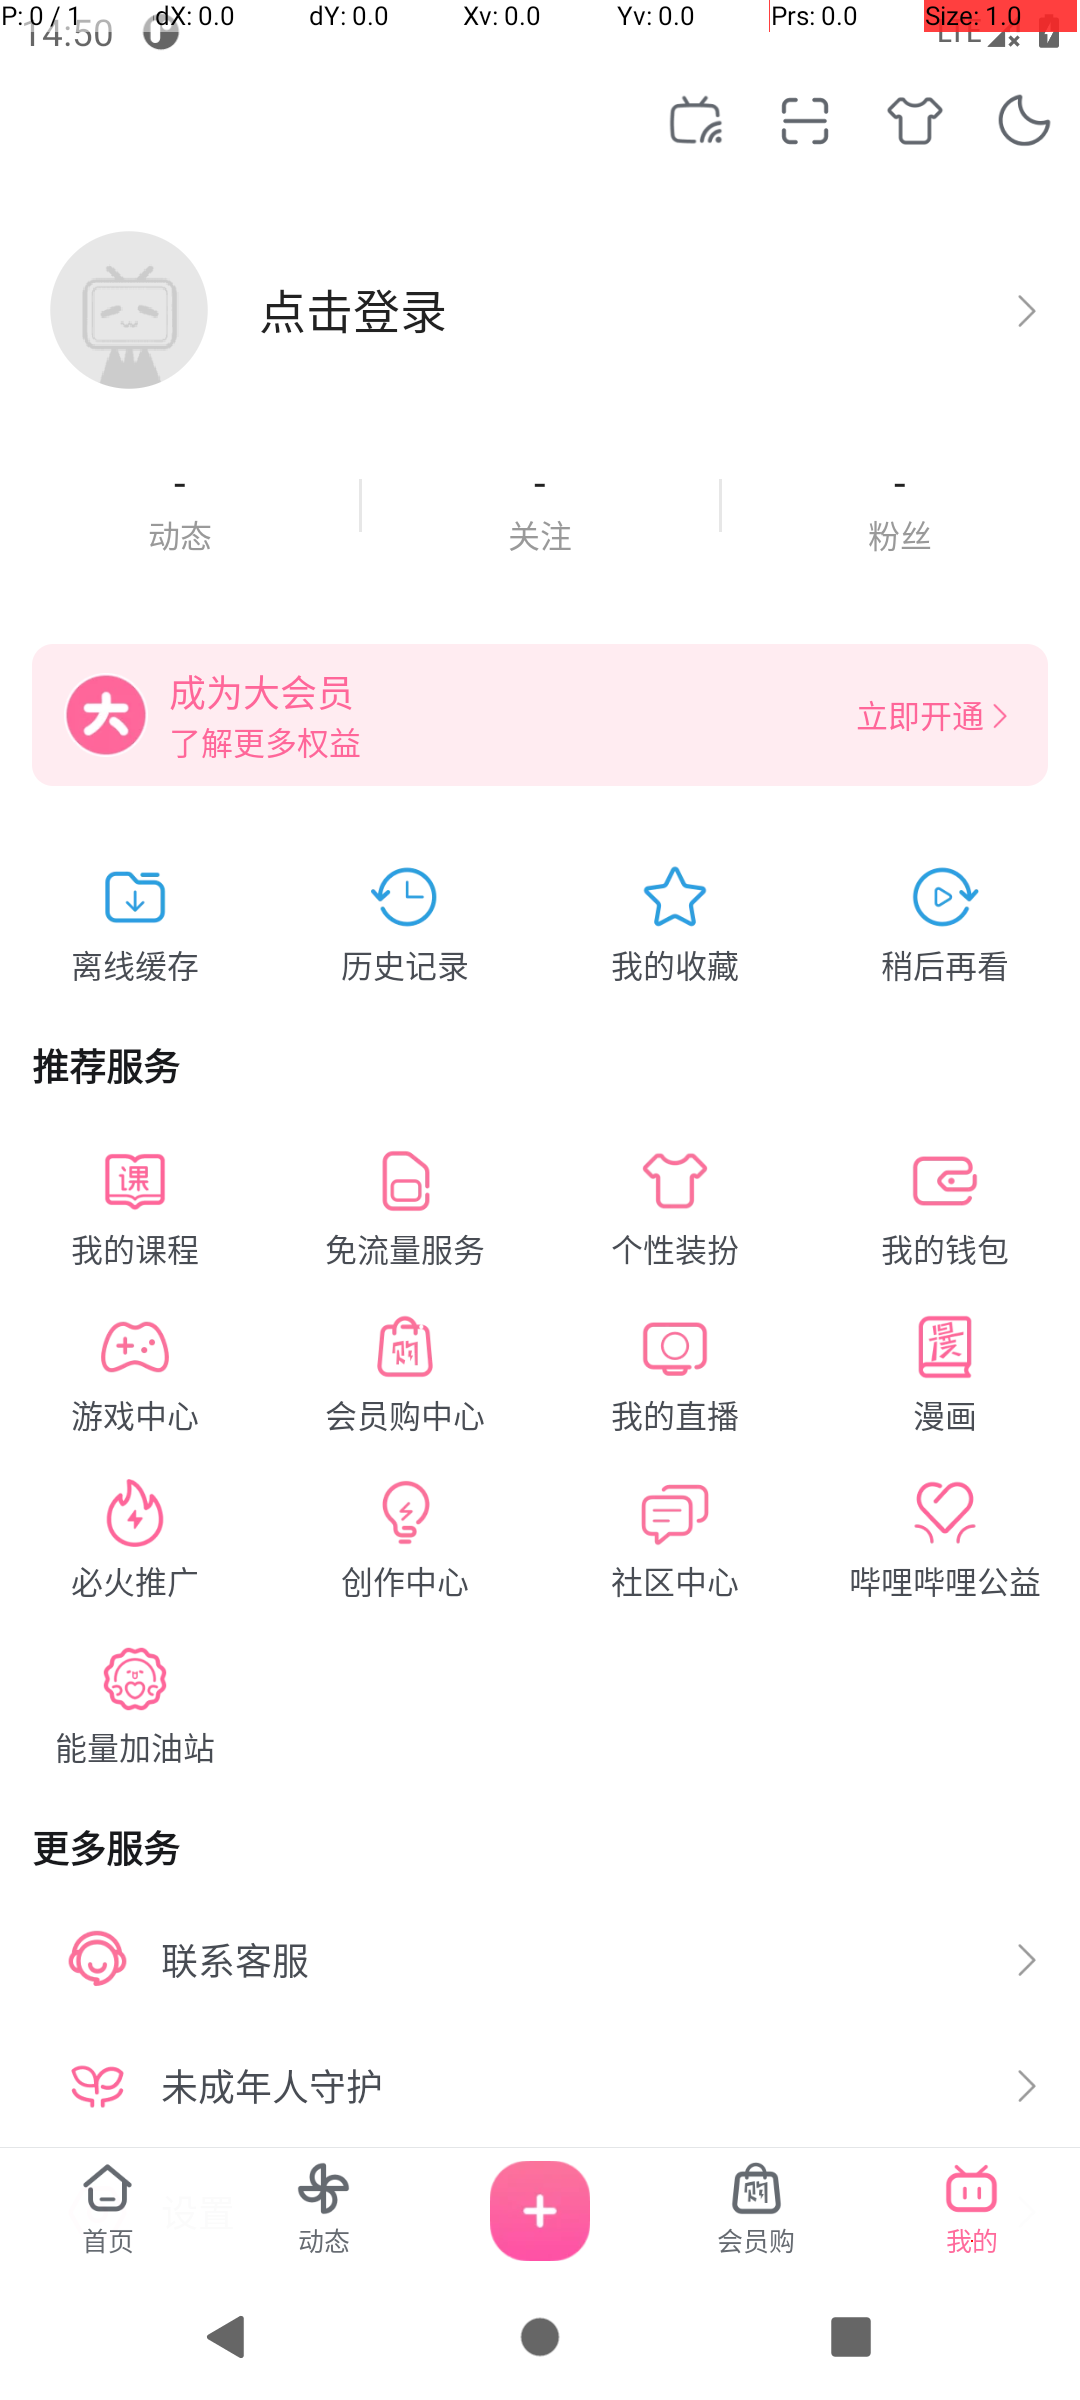 P: 0 / 1 dX: 0.0 dY: 0.0 Xv: 0.0 Yv: 0.0 Prs: 0.0 Size: 1.0
14:50 LTE
点击登录
- - -
动态 关注 粉丝
大 成为大会员
了解更多权益
立即开通
离线缓存 历史记录 我的收藏 稍后再看
推荐服务
课 购 漫
我的课程 免流量服务 个性装扮 我的钱包
游戏中心 会员购中心 我的直播 漫画
必火推广 创作中心 社区中心 哔哩哔哩公益
能量加油站
更多服务
联系客服
未成年人守护
设置
购
首页 动态 会员购 我的